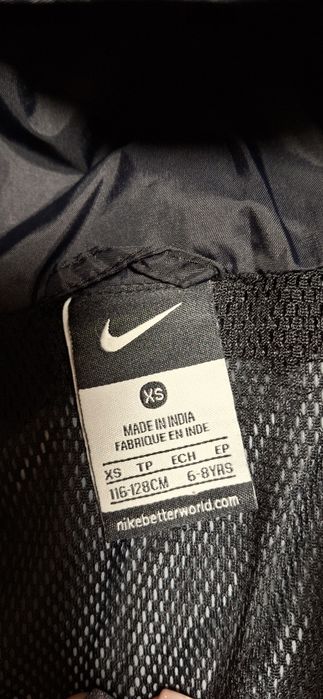 XS
MADE IN INDIA
FABRIQUE EN INDE
XS TP ECH EP
116-128CM 6-8YRS
nikebetterworld.com